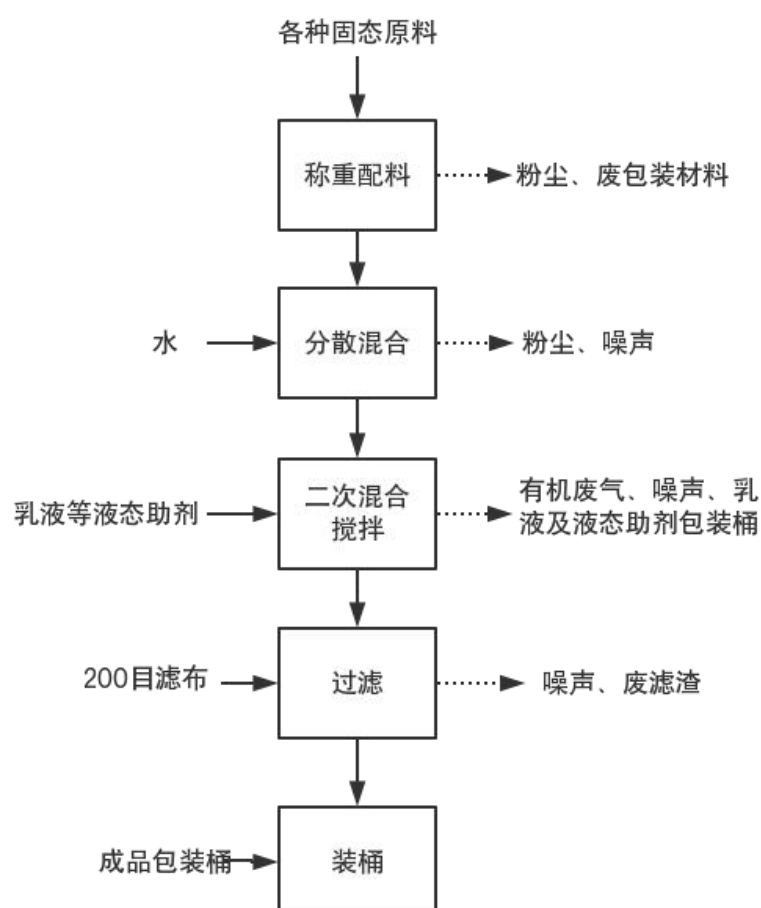 各种固态原料
称重配料
粉尘、废包装材料
水
分散混合
粉尘、噪声
乳液等液态助剂
二次混合
搅拌
有机废气、噪声、乳
液及液态助剂包装桶
200目滤布
过滤
噪声、废滤渣
成品包装桶
装桶